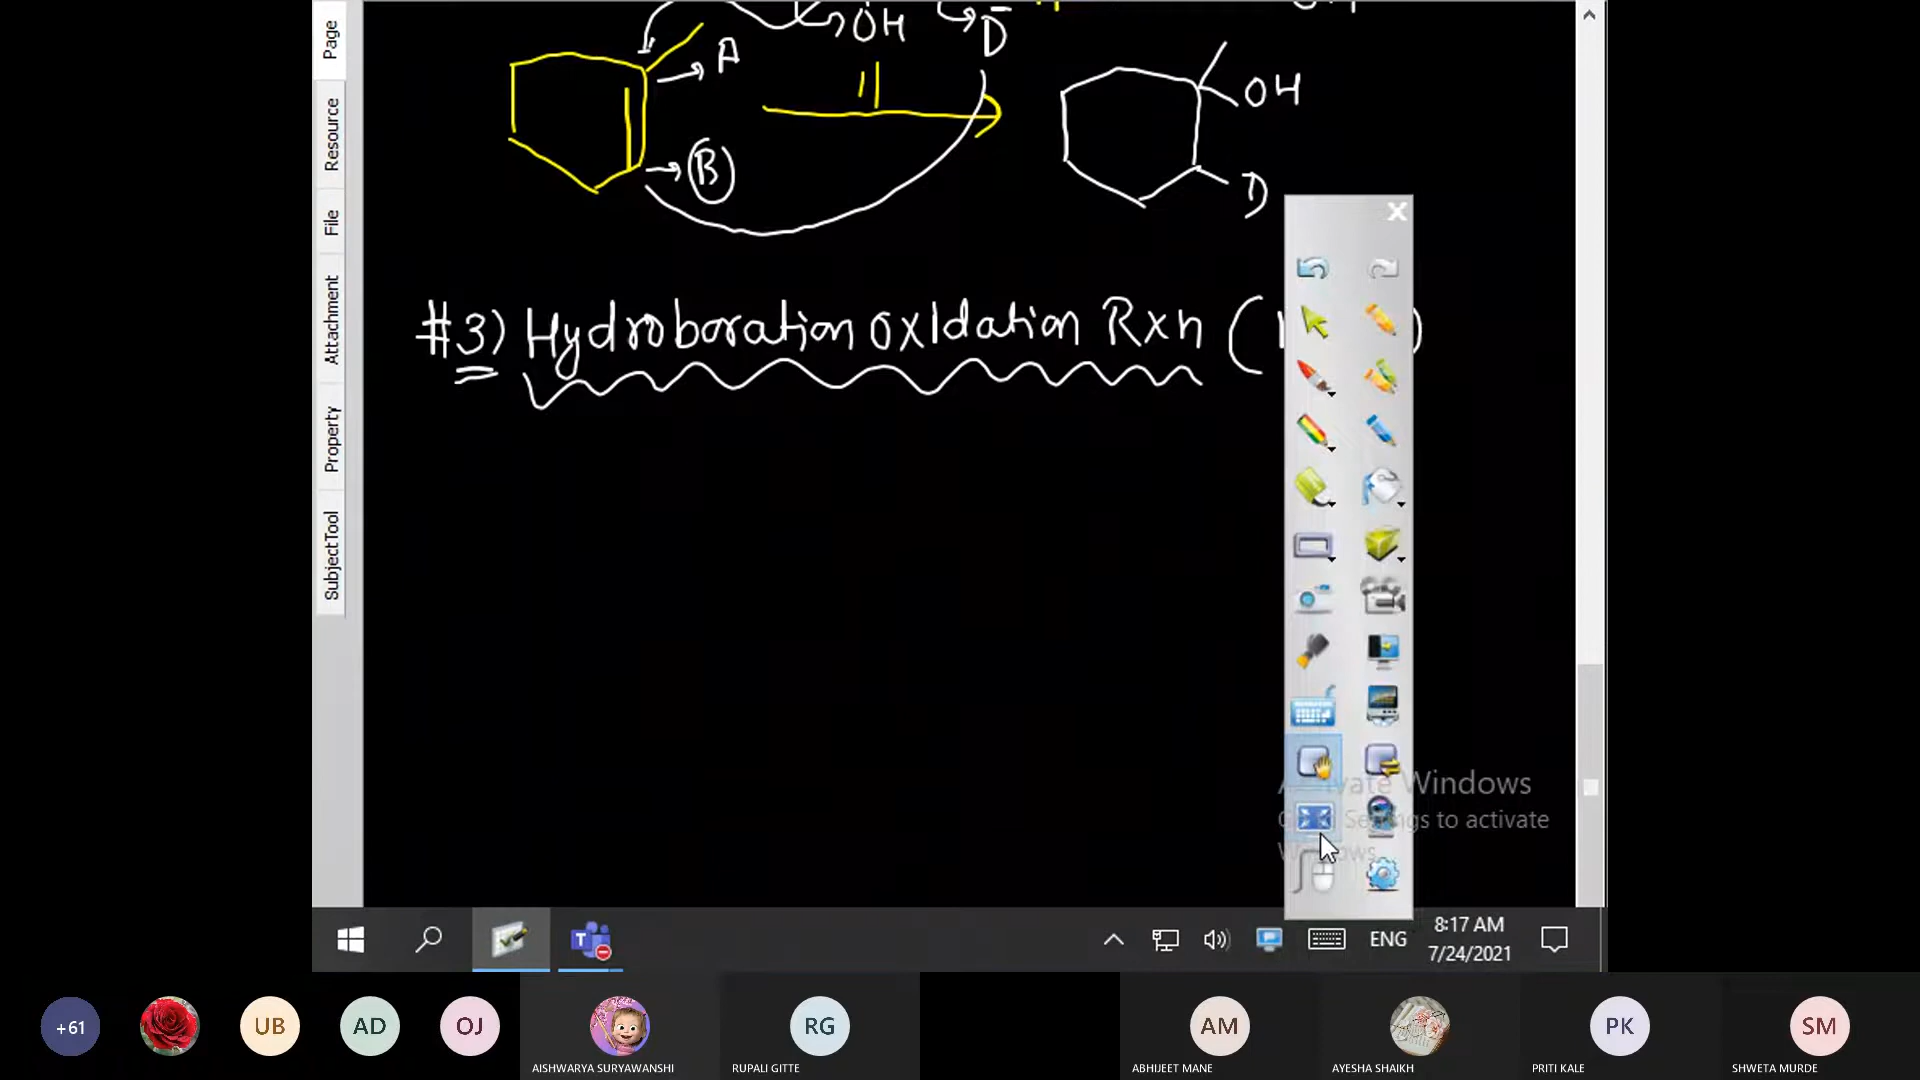 Page
Resource
File
Attachment
Property
SubjectTool
ÖH
D̄
A
B
OH
D
#3) Hydroboration oxidation Rxn (
)
Activate Windows
Go to Settings to activate
Windows.
ENG
8:17 AM
7/24/2021
+61
UB
AD
OJ
AISHWARYA SURYAWANSHI
RG
RUPALI GITTE
AM
ABHIJEET MANE
AYESHA SHAIKH
PK
PRITI KALE
SM
SHWETA MURDE